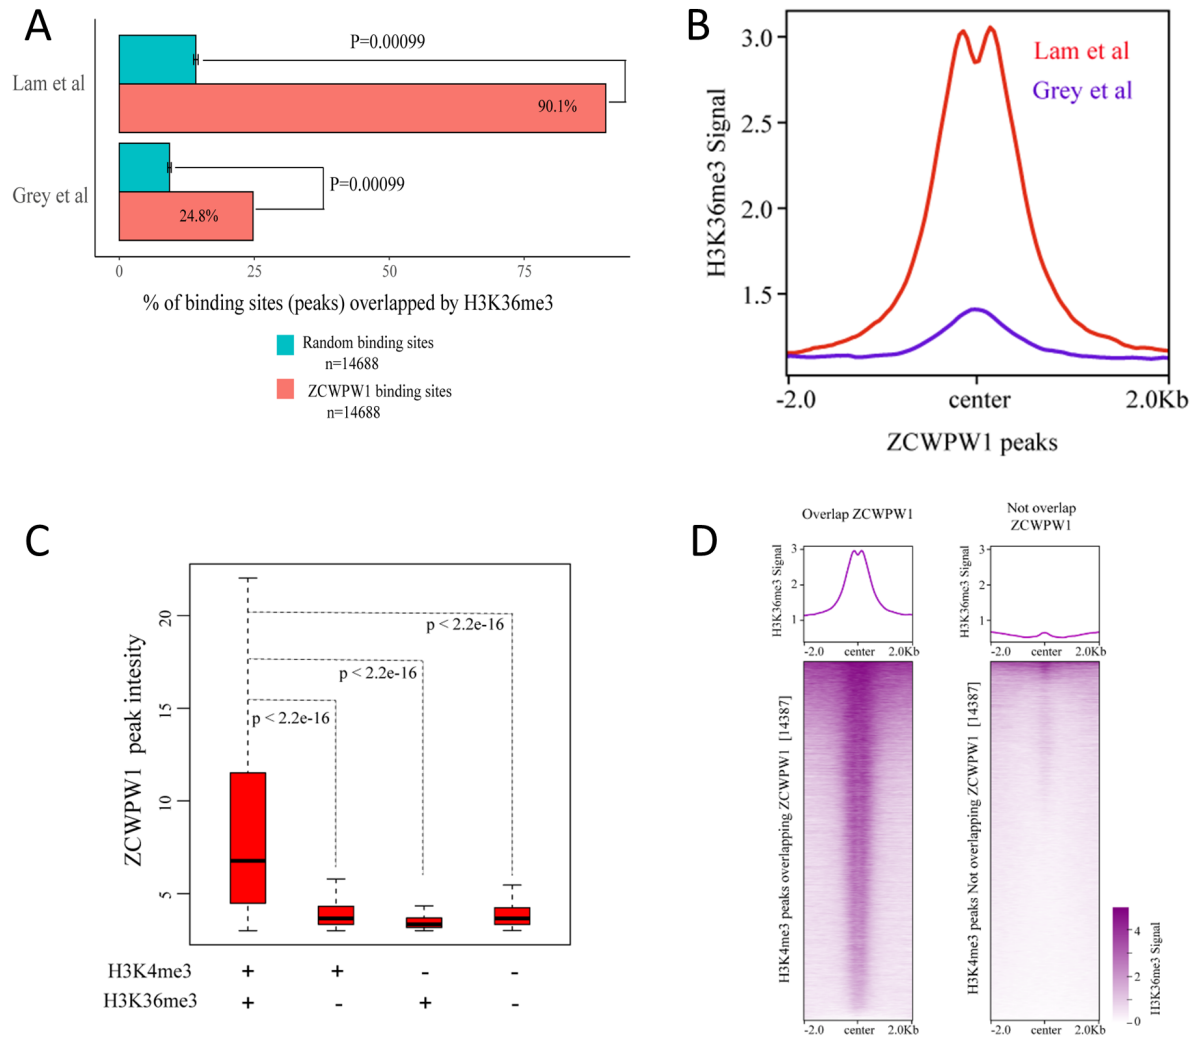 A
P=0.00099
Lam et al
90.1%
Grey et al
P=0.00099
24.8%
0 25 50 75
% of binding sites (peaks) overlapped by H3K36me3
Random binding sites
n=14688
ZCWPW1 binding sites
n=14688
B
H3K36me3 Signal
3.0
2.5
2.0
1.5
Lam et al
Grey et al
-2.0 center 2.0Kb
ZCWPW1 peaks
C
ZCWPW1 peak intesity
20
15
10
5
p < 2.2e-16
p < 2.2e-16
p < 2.2e-16
H3K4me3 + + - -
H3K36me3 + - + -
D
Overlap ZCWPW1
H3K36me3 Signal
3
2
1
-2.0 center 2.0Kb
H3K4me3 peaks overlapping ZCWPW1 [14387]
-2.0 center 2.0Kb
Not overlap
ZCWPW1
H3K36me3 Signal
3
2
1
-2.0 center 2.0Kb
H3K4me3 peaks Not overlapping ZCWPW1 [14387]
-2.0 center 2.0Kb
4
2
0
H3K36me3 Signal